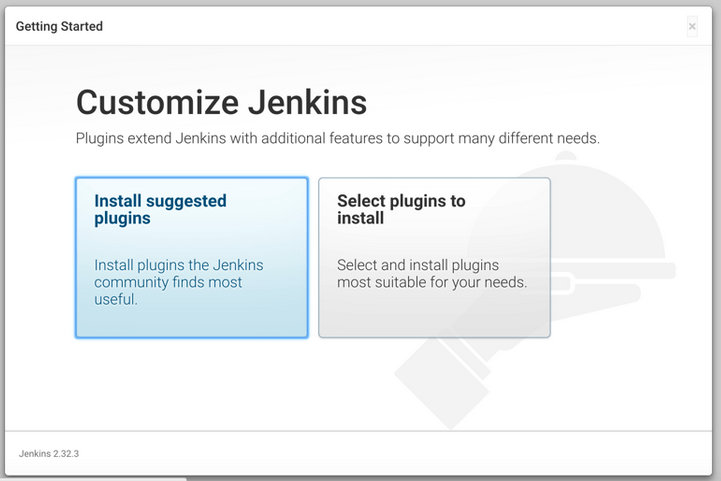 Getting Started
×
Customize Jenkins
Plugins extend Jenkins with additional features to support many different needs.
Install suggested
plugins
Install plugins the Jenkins
community finds most
useful.
Select plugins to
install
Select and install plugins
most suitable for your needs.
Jenkins 2.32.3